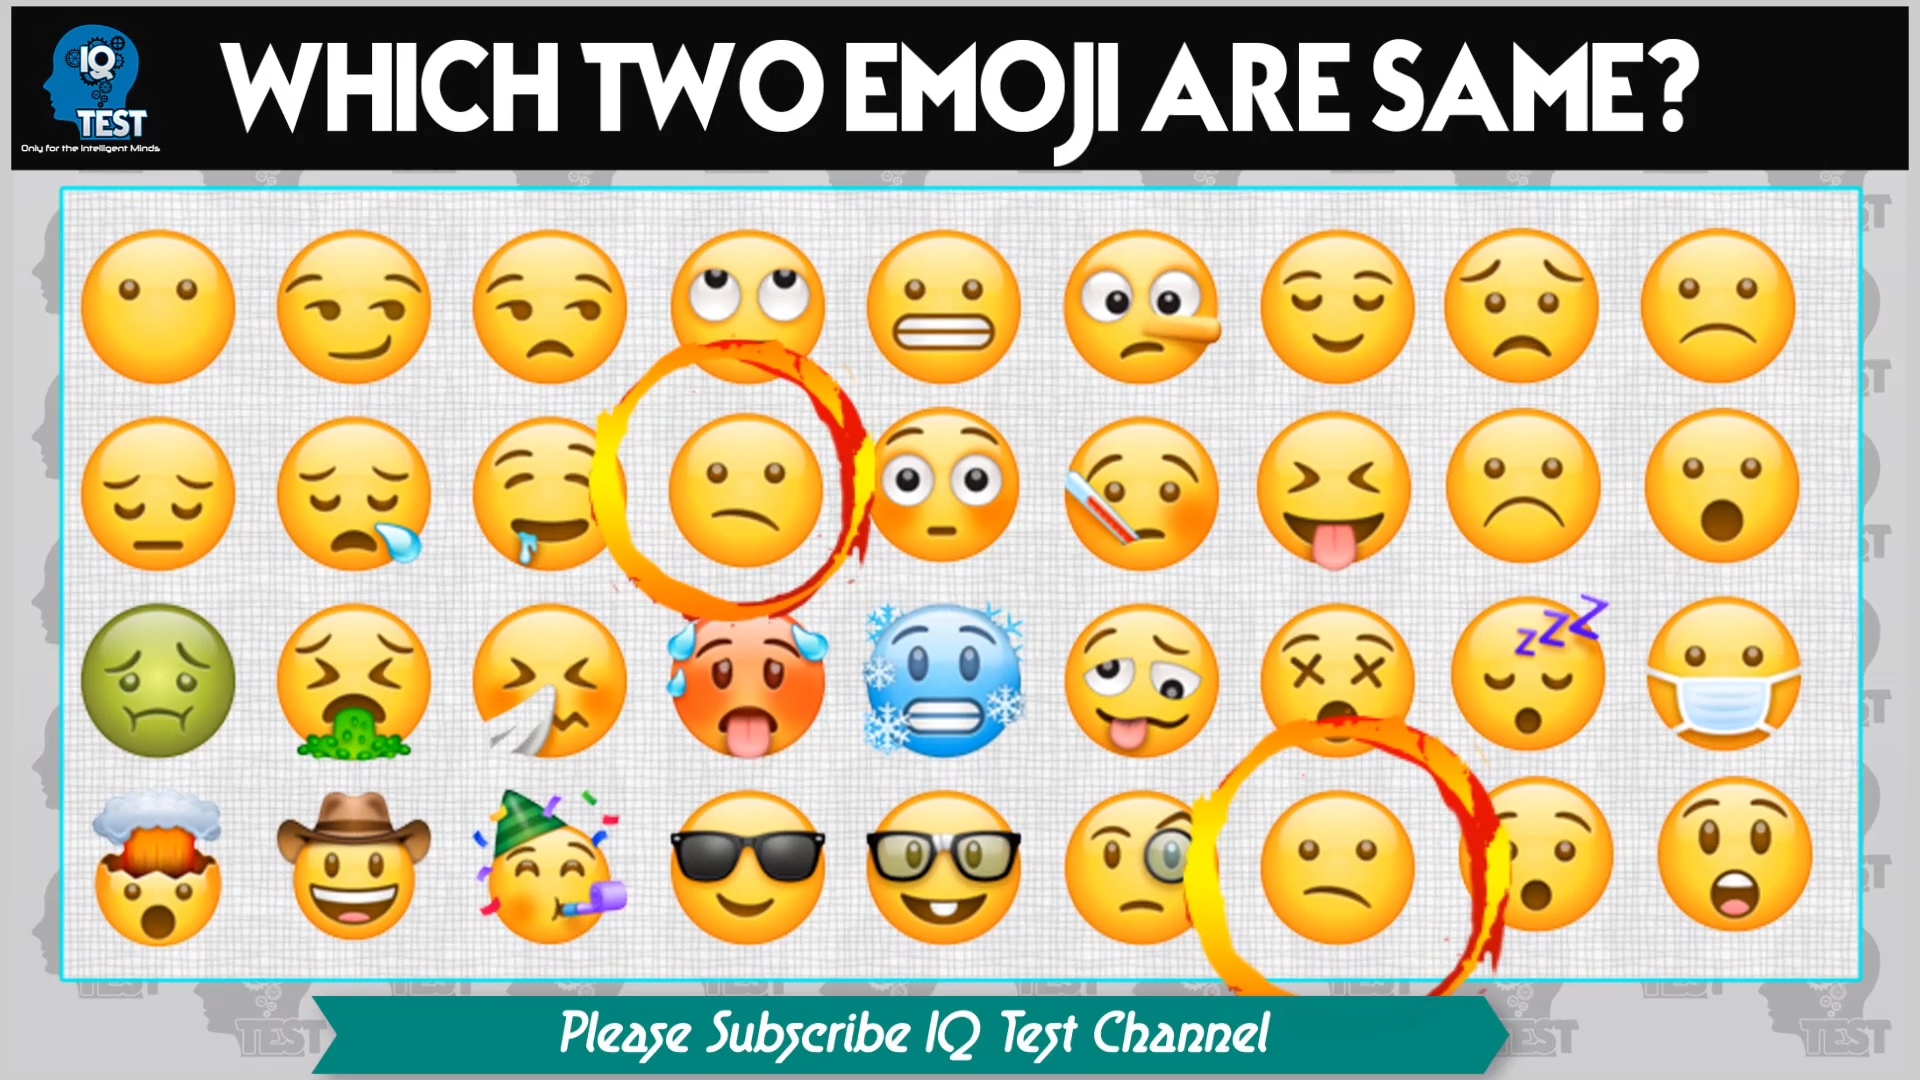 WHICH TWO EMOJI ARE SAME?
IQ
TEST
Only for the Intelligent Minds
z z Z
Please Subscribe IQ Test Channel